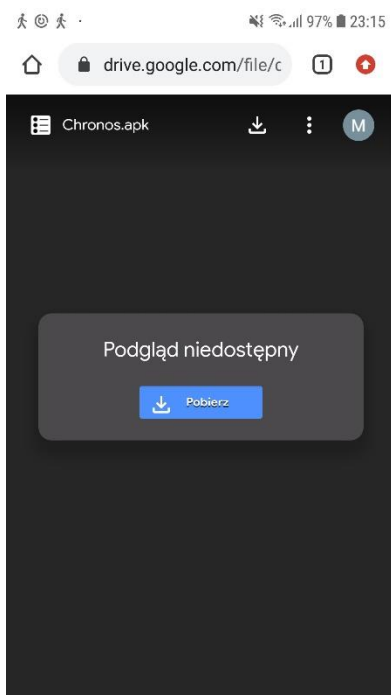 97% 23:15
drive.google.com/file/c 1
Chronos.apk M
Podgląd niedostępny
Pobierz